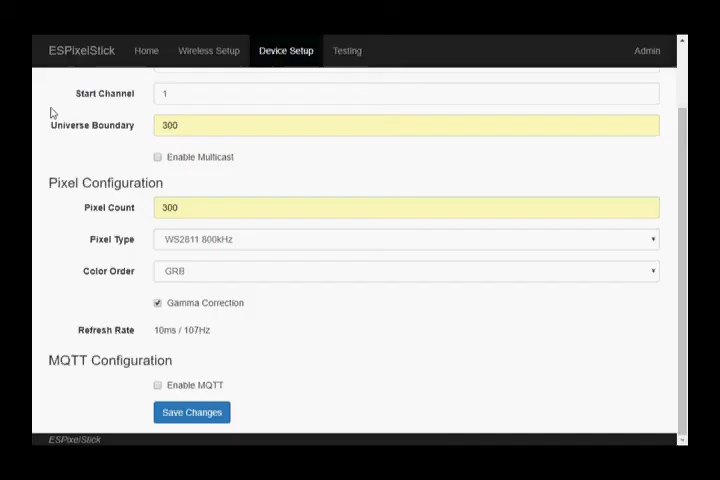 ESPixelStick Home Wireless Setup Device Setup Testing Admin
Start Channel 1
Universe Boundary 300
Enable Multicast
Pixel Configuration
Pixel Count 300
Pixel Type WS2811 800kHz
Color Order GRB
Gamma Correction
Refresh Rate 10ms / 107Hz
MQTT Configuration
Enable MQTT
Save Changes
ESPixelStick